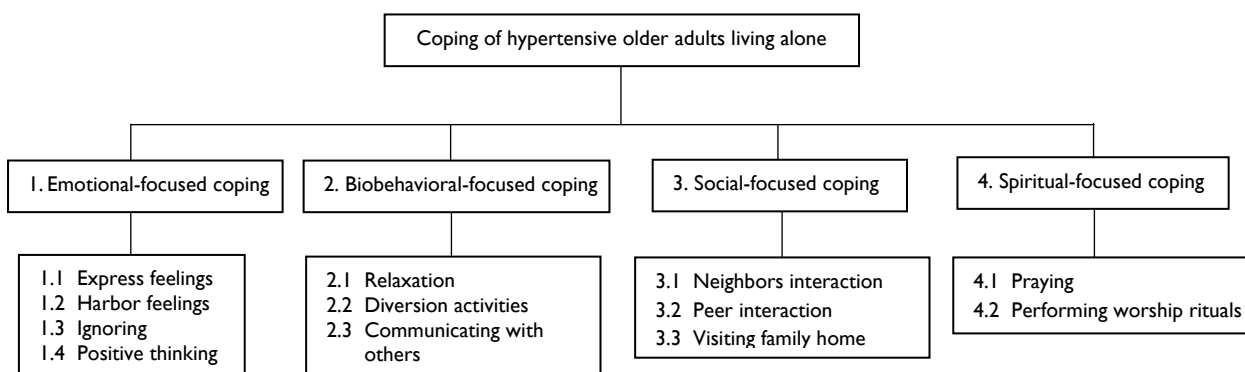 Coping of hypertensive older adults living alone
1. Emotional-focused coping
2. Biobehavioral-focused coping
3. Social-focused coping
4. Spiritual-focused coping
1.1 Express feelings
1.2 Harbor feelings
1.3 Ignoring
1.4 Positive thinking
2.1 Relaxation
2.2 Diversion activities
2.3 Communicating with
others
3.1 Neighbors interaction
3.2 Peer interaction
3.3 Visiting family home
4.1 Praying
4.2 Performing worship rituals